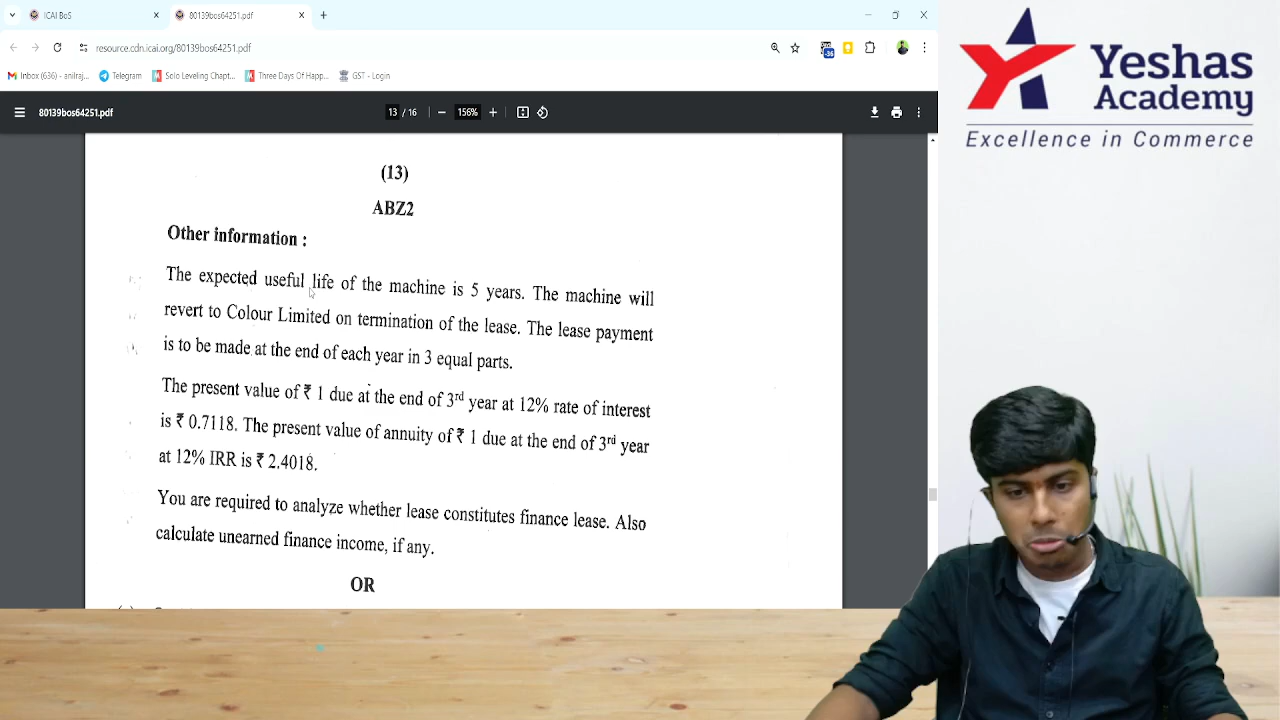 ICAI BoS
80139bos64251.pdf
resource.cdn.icai.org/80139bos64251.pdf
-36
Inbox (636) - anilraj...
Telegram
Selo Leveling Chapt...
Three Days Of Happ...
GST - Login
80139bos64251.pdf
13 / 16
156%
(13)
ABZ2
Other information :
The expected useful life of the machine is 5 years. The machine will
revert to Colour Limited on termination of the lease. The lease payment
is to be made at the end of each year in 3 equal parts.
The present value of ₹ 1 due at the end of 3rd year at 12% rate of interest
is ₹ 0.7118. The present value of annuity of ₹ 1 due at the end of 3rd year
at 12% IRR is ₹ 2.4018.
You are required to analyze whether lease constitutes finance lease. Also
calculate unearned finance income, if any.
OR
Yeshas
Academy
Excellence in Commerce